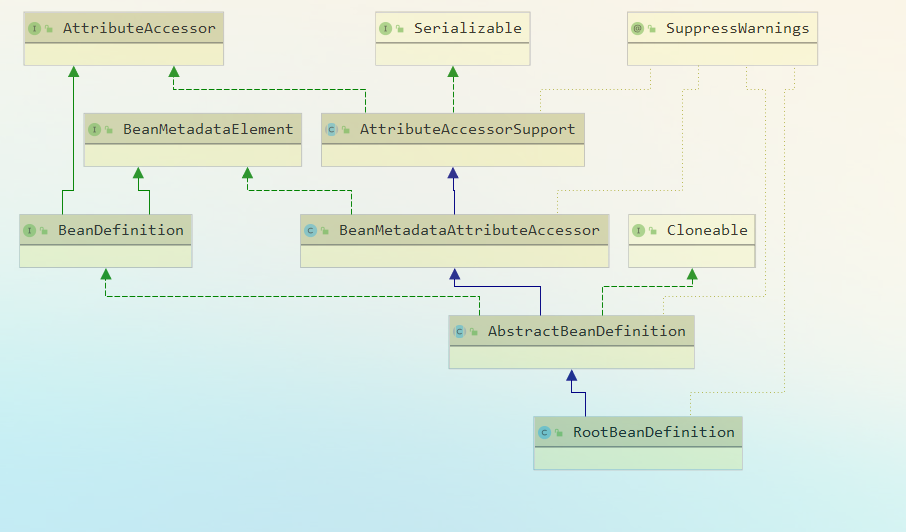 AttributeAccessor
Serializable
SuppressWarnings
BeanMetadataElement
AttributeAccessorSupport
BeanDefinition
BeanMetadataAttributeAccessor
Cloneable
AbstractBeanDefinition
RootBeanDefinition